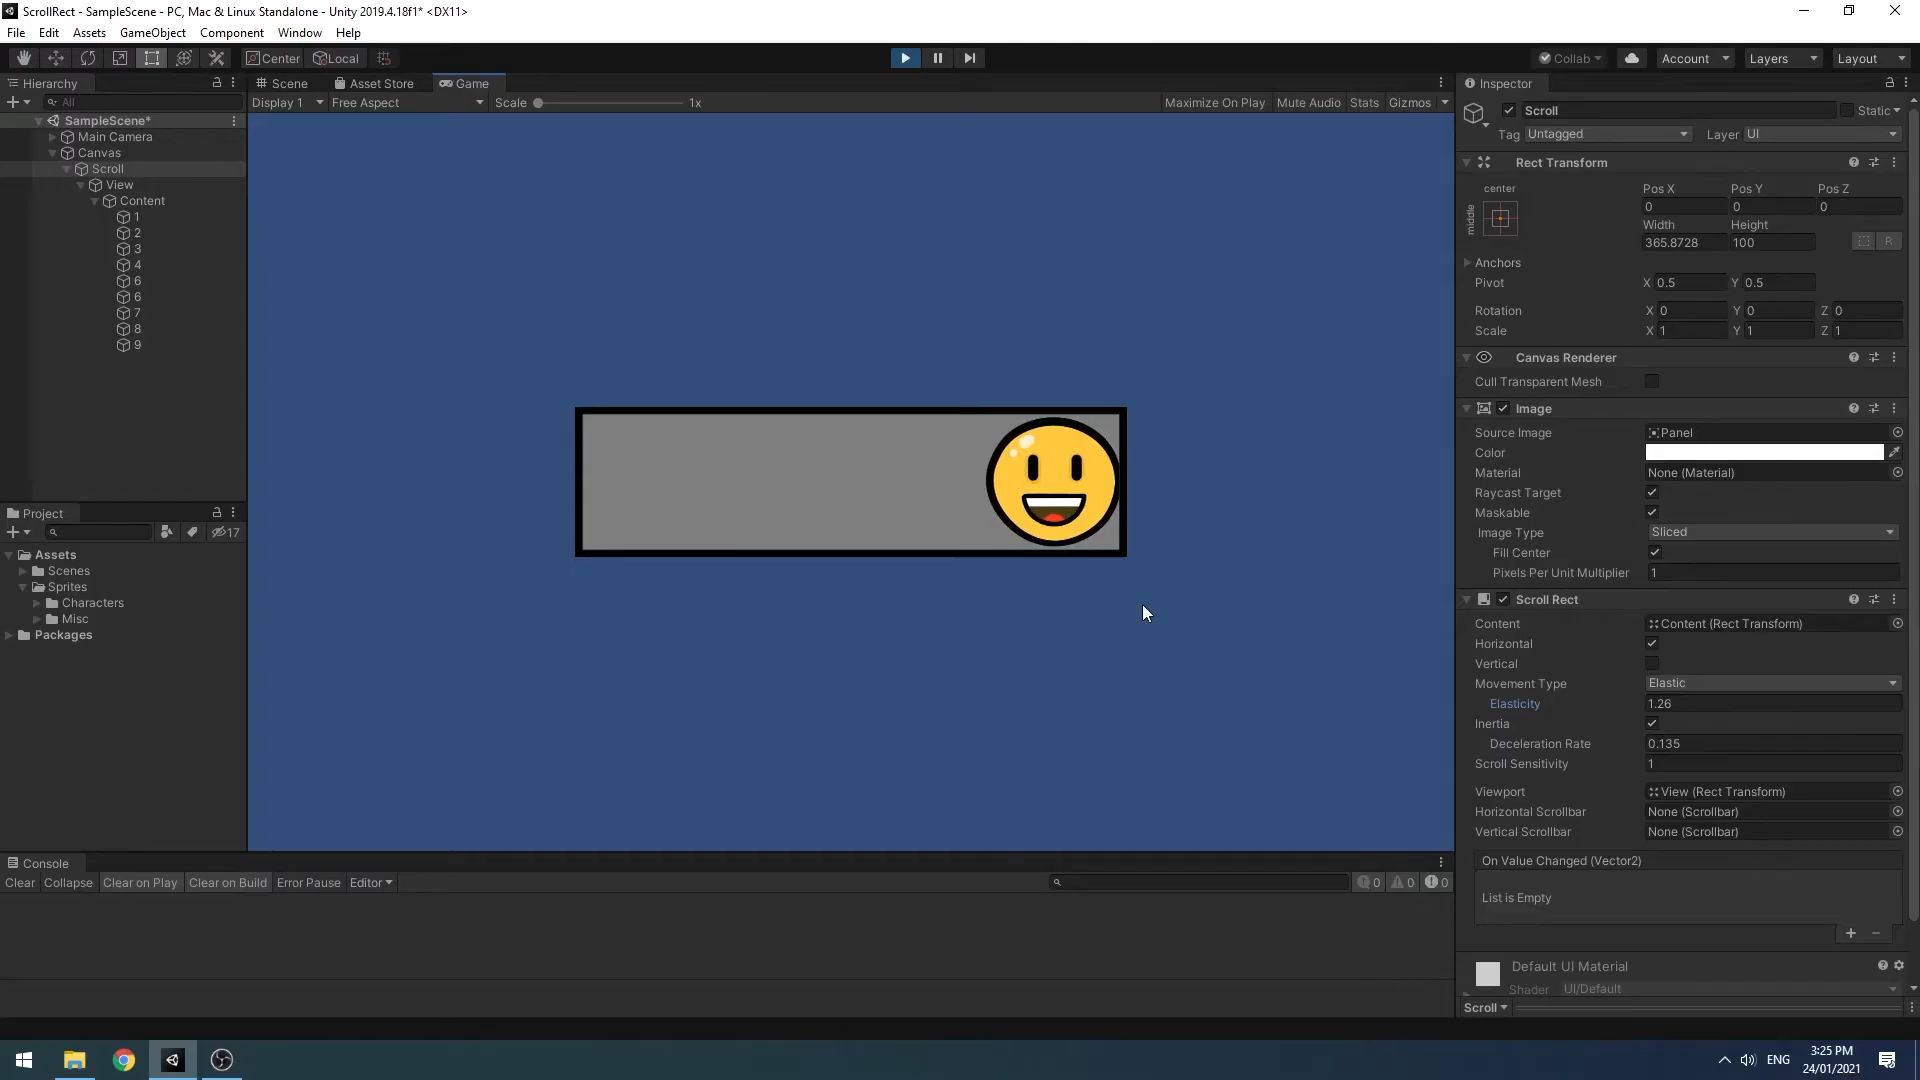 ScrollRect - SampleScene - PC, Mac & Linux Standalone - Unity 2019.4.18f1* <DX11>
File Edit Assets GameObject Component Window Help
Center Local Collab Account Layers Layout
Hierarchy
All
SampleScene*
Main Camera
Canvas
Scroll
View
Content
1
2
3
4
6
6
7
8
9
Scene Asset Store Game
Display 1 Free Aspect Scale 1x Maximize On Play Mute Audio Stats Gizmos
Project
17
Assets
Scenes
Sprites
Characters
Misc
Packages
Console
Clear Collapse Clear on Play Clear on Build Error Pause Editor 0 0 0
Inspector
Scroll Static
Tag Untagged Layer UI
Rect Transform
center Pos X Pos Y Pos Z
middle 0 0 0
Width Height
365.8728 100 R
Anchors
Pivot X 0.5 Y 0.5
Rotation X 0 Y 0 Z 0
Scale X 1 Y 1 Z 1
Canvas Renderer
Cull Transparent Mesh
Image
Source Image Panel
Color
Material None (Material)
Raycast Target
Maskable
Image Type Sliced
Fill Center
Pixels Per Unit Multiplier 1
Scroll Rect
Content Content (Rect Transform)
Horizontal
Vertical
Movement Type Elastic
Elasticity 1.26
Inertia
Deceleration Rate 0.135
Scroll Sensitivity 1
Viewport View (Rect Transform)
Horizontal Scrollbar None (Scrollbar)
Vertical Scrollbar None (Scrollbar)
On Value Changed (Vector2)
List is Empty
Default UI Material
Shader UI/Default
Scroll
ENG
3:25 PM
24/01/2021